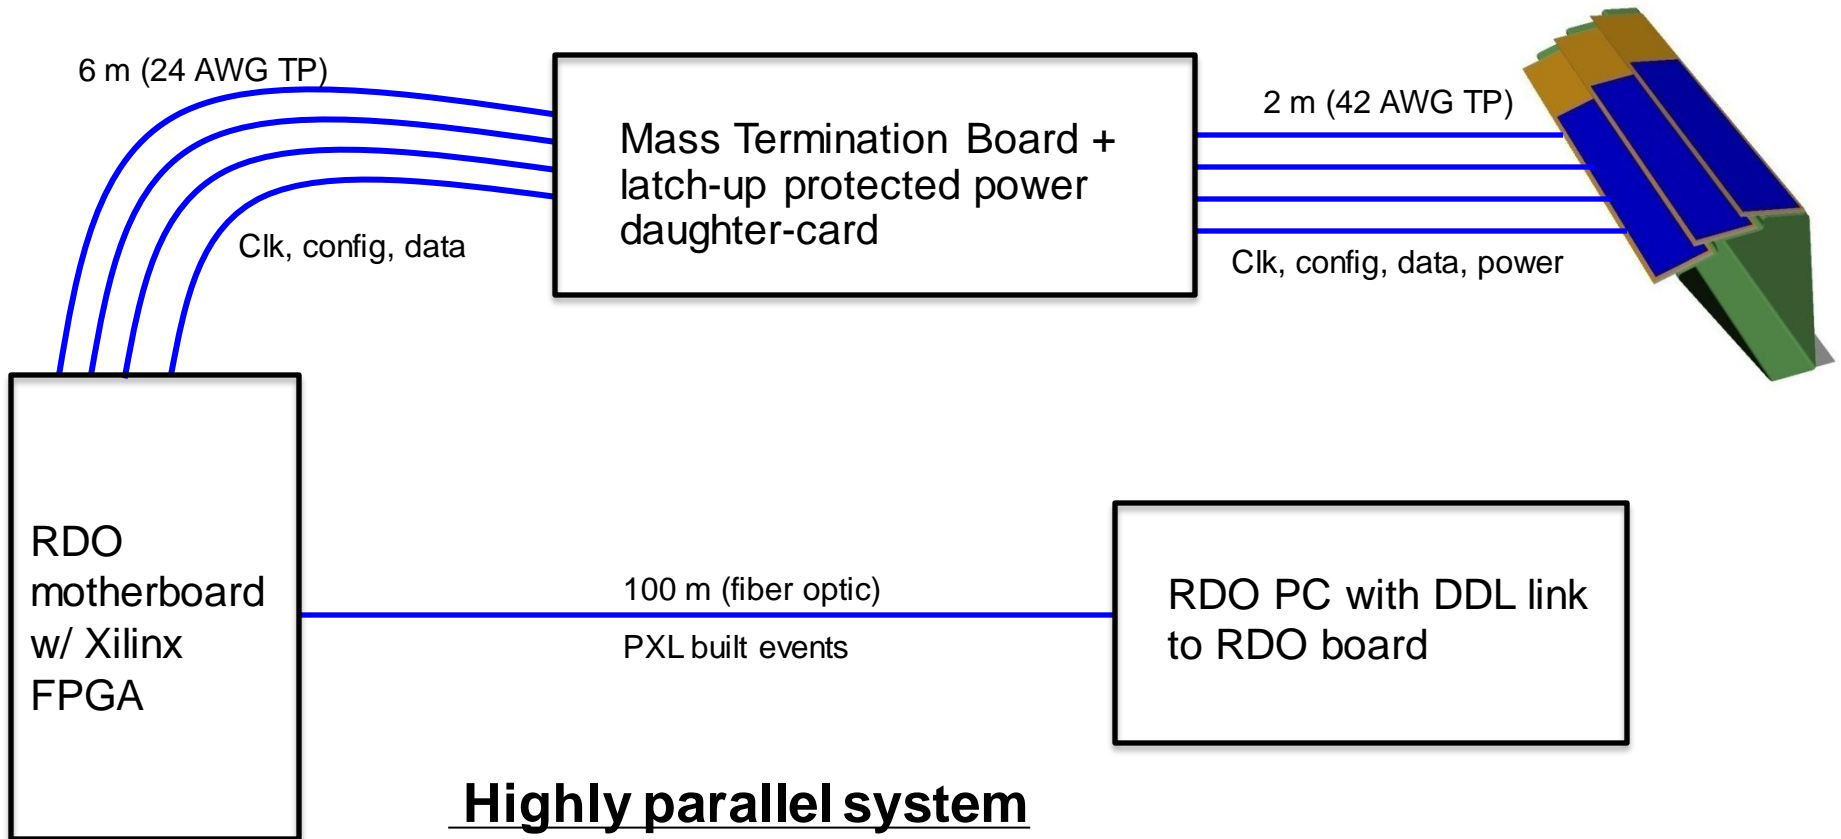 6 m (24 AWG TP)
Mass Termination Board +
latch-up protected power
daughter-card
2 m (42 AWG TP)
Clk, config, data
Clk, config, data, power
RDO
motherboard
w/ Xilinx
FPGA
100 m (fiber optic)
PXL built events
RDO PC with DDL link
to RDO board
Highly parallel system